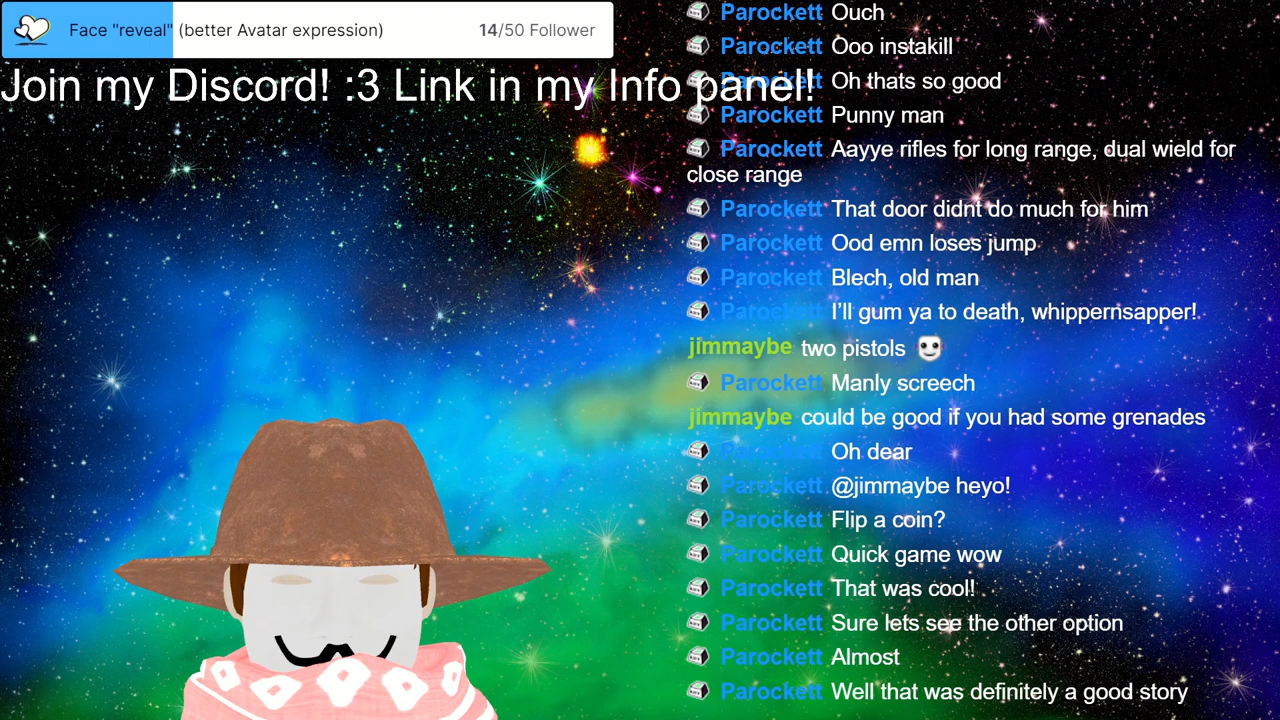 Face "reveal" (better Avatar expression) 14/50 Follower
Join my Discord! :3 Link in my Info panel!
Parockett Ouch
Parockett Ooo instakill
Parockett Oh thats so good
Parockett Punny man
Parockett Aayye rifles for long range, dual wield for
close range
Parockett That door didnt do much for him
Parockett Ood emn loses jump
Parockett Blech, old man
Parockett I'll gum ya to death, whippernsapper!
jimmaybe two pistols
Parockett Manly screech
jimmaybe could be good if you had some grenades
Parockett Oh dear
Parockett @jimmaybe heyo!
Parockett Flip a coin?
Parockett Quick game wow
Parockett That was cool!
Parockett Sure lets see the other option
Parockett Almost
Parockett Well that was definitely a good story